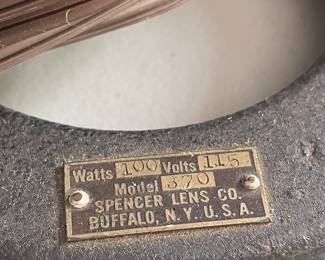 Watts 100 Volts 115
Model 370
SPENCER LENS CO.
BUFFALO, N.Y. U.S.A.